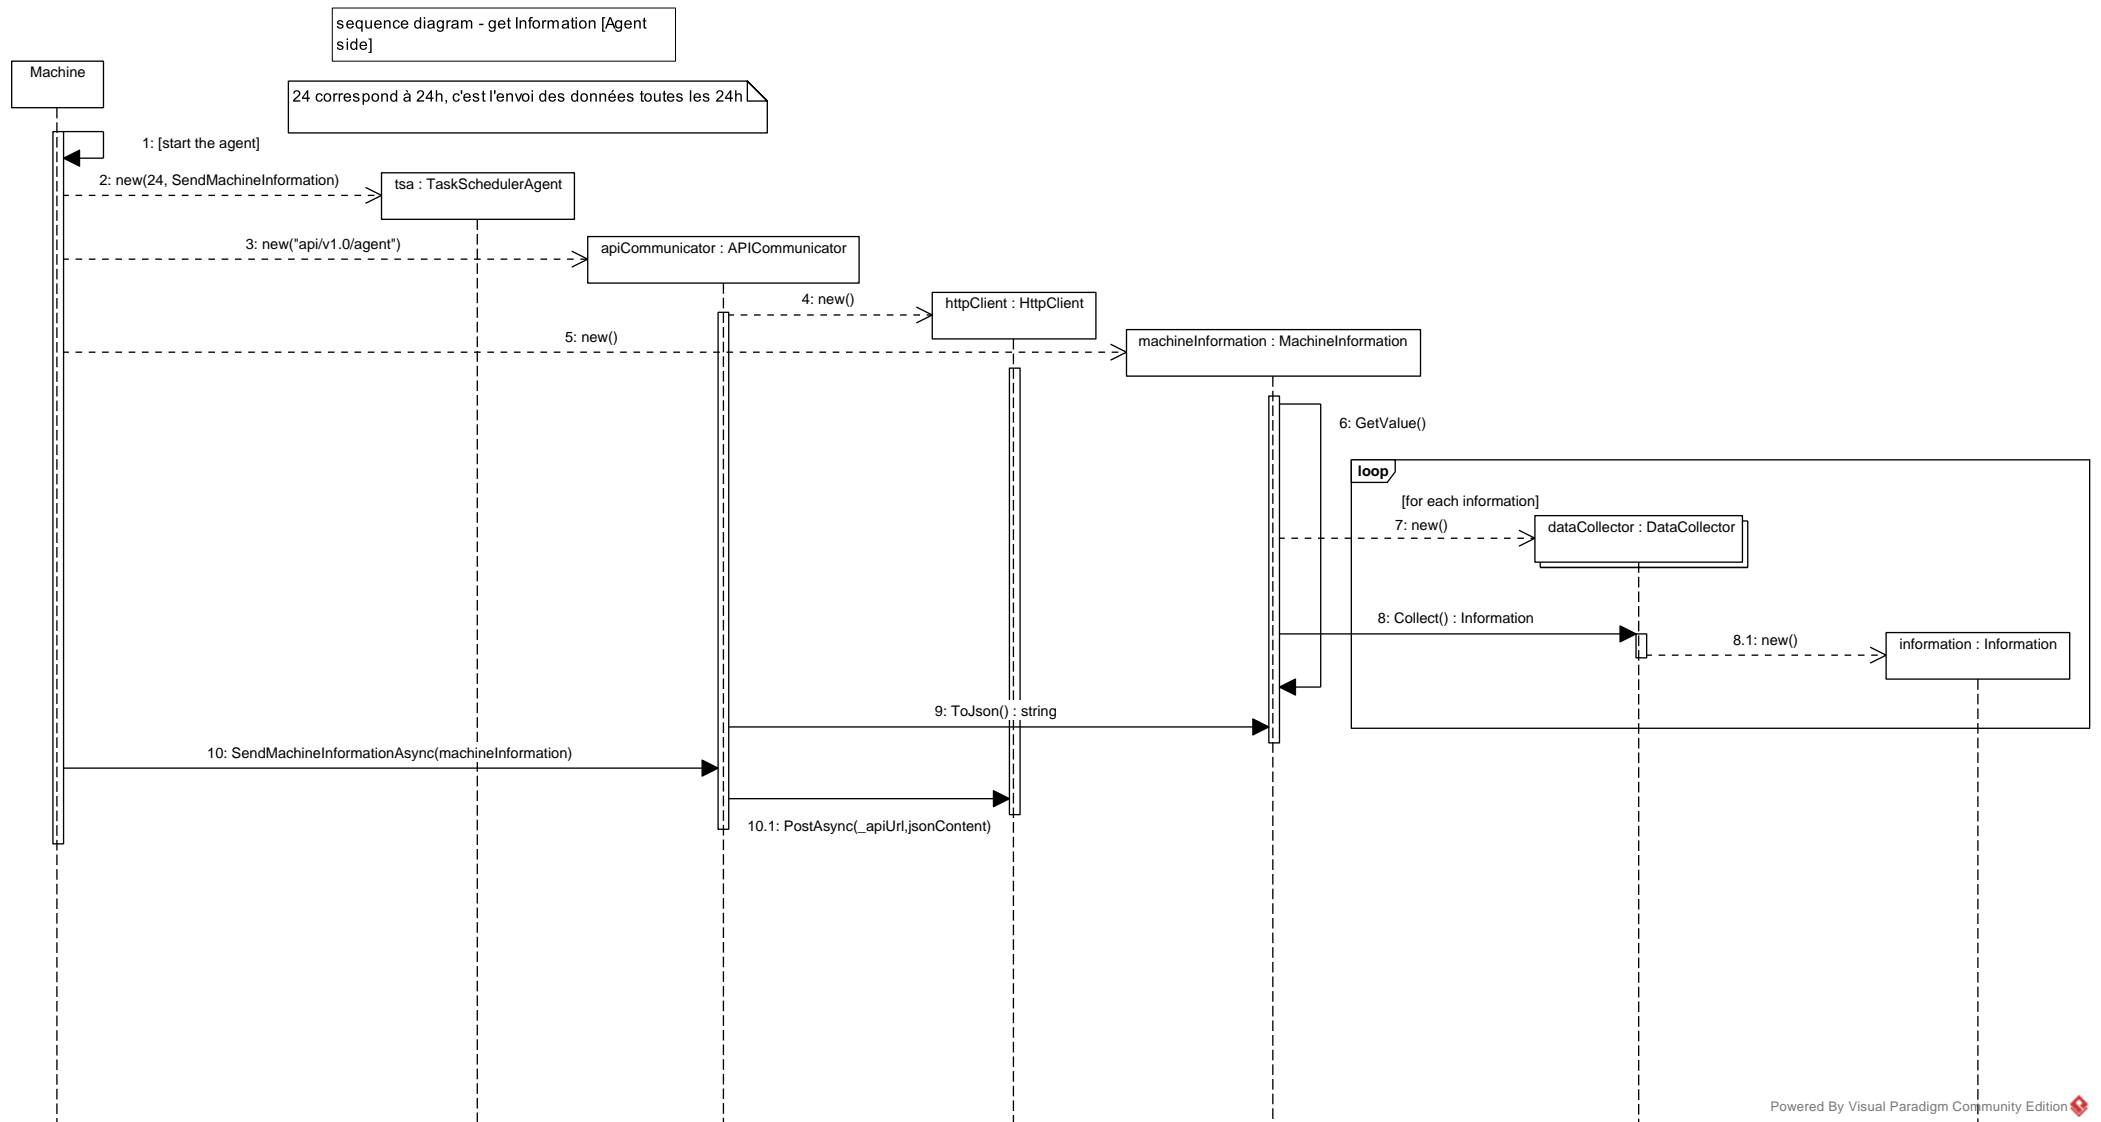 sequence diagram - get Information [Agent
side]
Machine
24 correspond à 24h, c'est l'envoi des données toutes les 24h
1: [start the agent]
2: new(24, SendMachineInformation)
tsa : TaskSchedulerAgent
3: new("api/v1.0/agent")
apiCommunicator : APICommunicator
4: new()
httpClient : HttpClient
5: new()
machineInformation : MachineInformation
6: GetValue()
loop
[for each information]
7: new()
dataCollector : DataCollector
8: Collect() : Information
8.1: new()
information : Information
9: ToJson() : string
10: SendMachineInformationAsync(machineInformation)
10.1: PostAsync(_apiUrl,jsonContent)
Powered By Visual Paradigm Community Edition